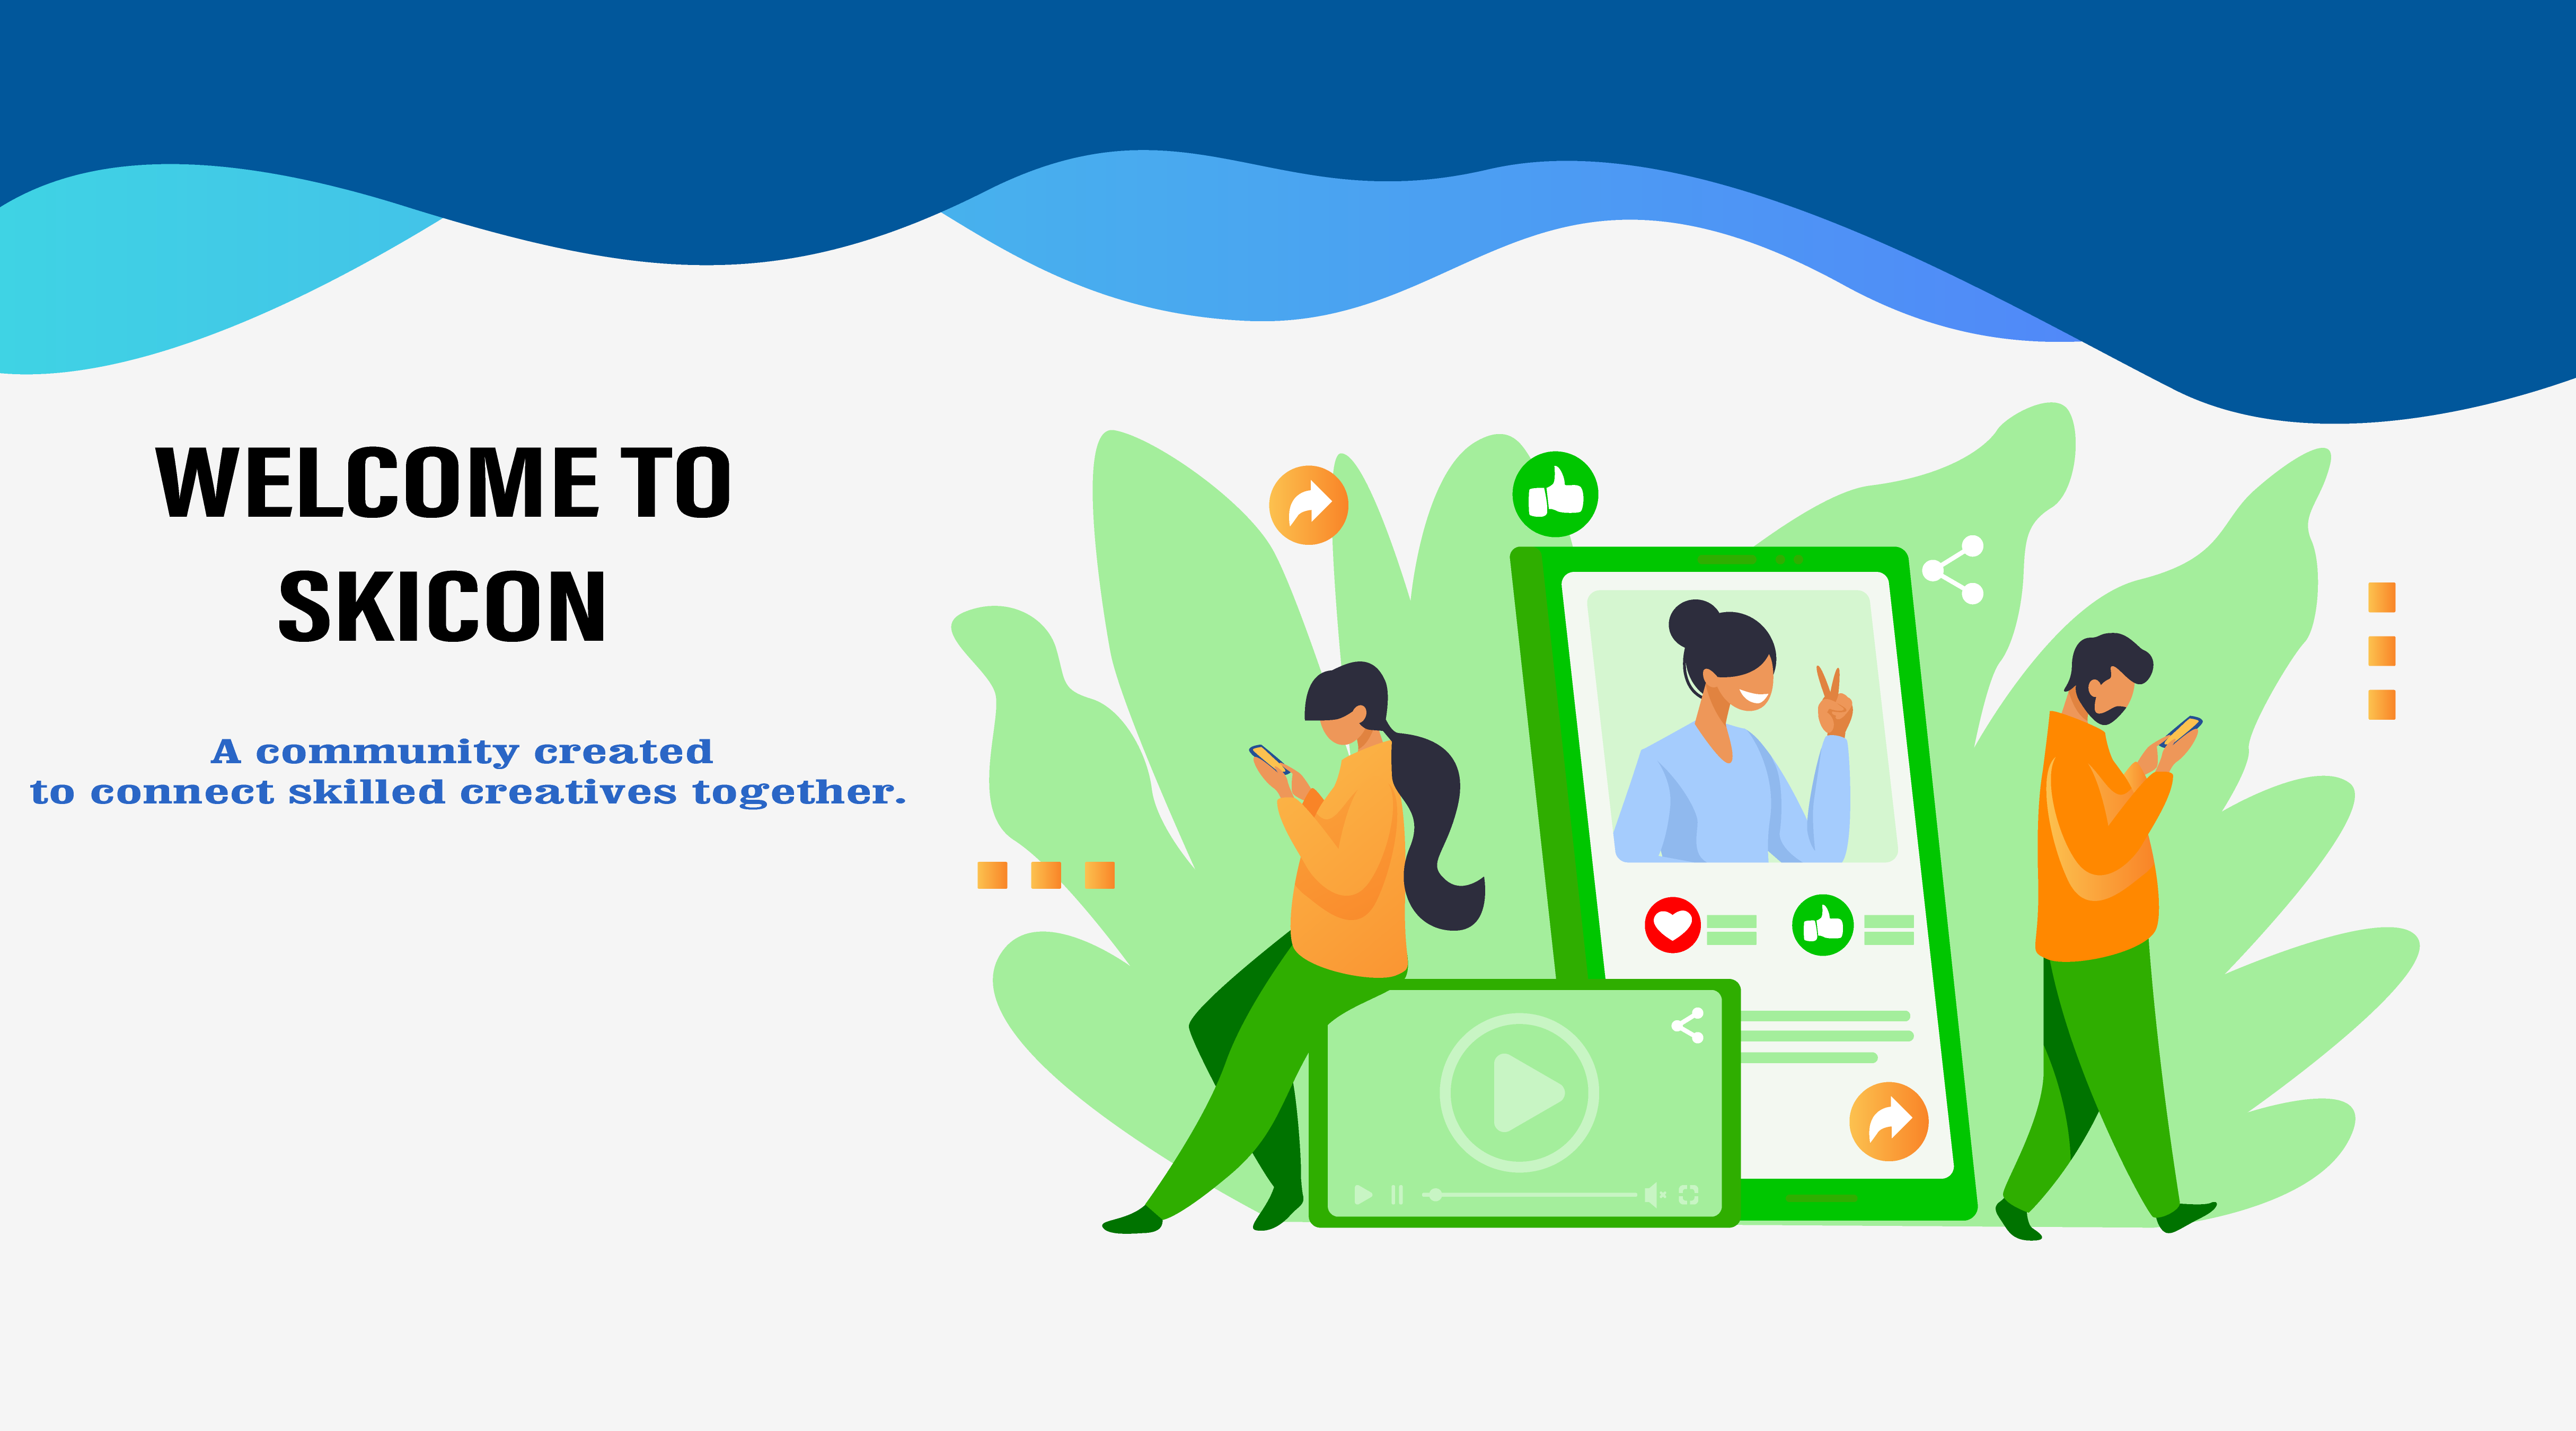 WELCOME TO
SKICON
A community created
to connect skilled creatives together.